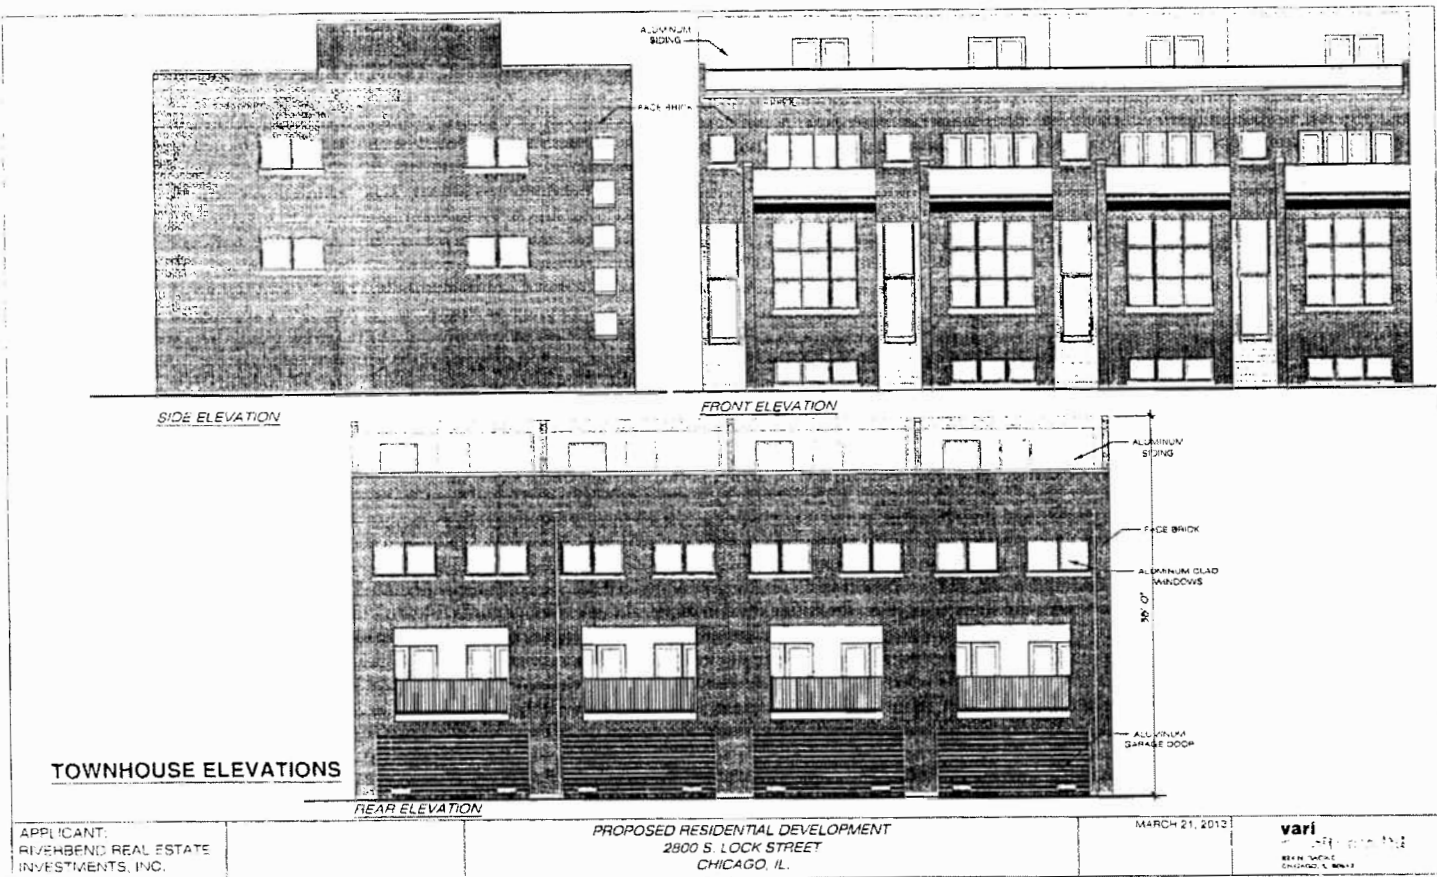 ALUMINUM
SIDING
FACE BRICK
SIDE ELEVATION
FRONT ELEVATION
ALUMINUM
SIDING
FACE BRICK
ALUMINUM CLAD
WINDOWS
ALUMINUM
GARAGE DOOR
TOWNHOUSE ELEVATIONS
REAR ELEVATION
APPLICANT:
RIVERBEND REAL ESTATE
INVESTMENTS, INC.
PROPOSED RESIDENTIAL DEVELOPMENT
2800 S. LOCK STREET
CHICAGO, IL.
MARCH 21, 2013
vari
CHICAGO, IL